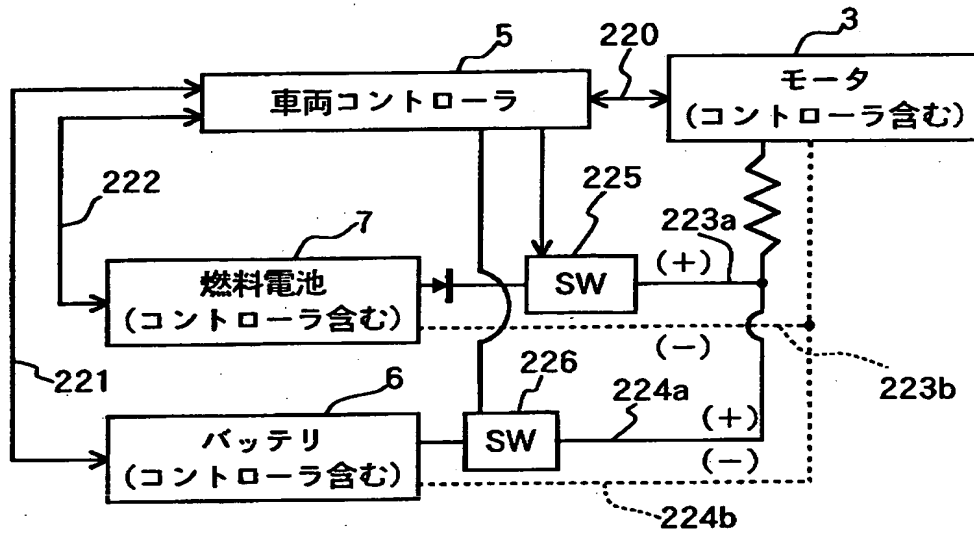 5
220
3
車両コントローラ
モータ
(コントローラ含む)
222
225
223a
7
燃料電池
(コントローラ含む)
SW
(+)
(-)
221
6
226
224a
223b
バッテリ
(コントローラ含む)
SW
(+)
(-)
224b